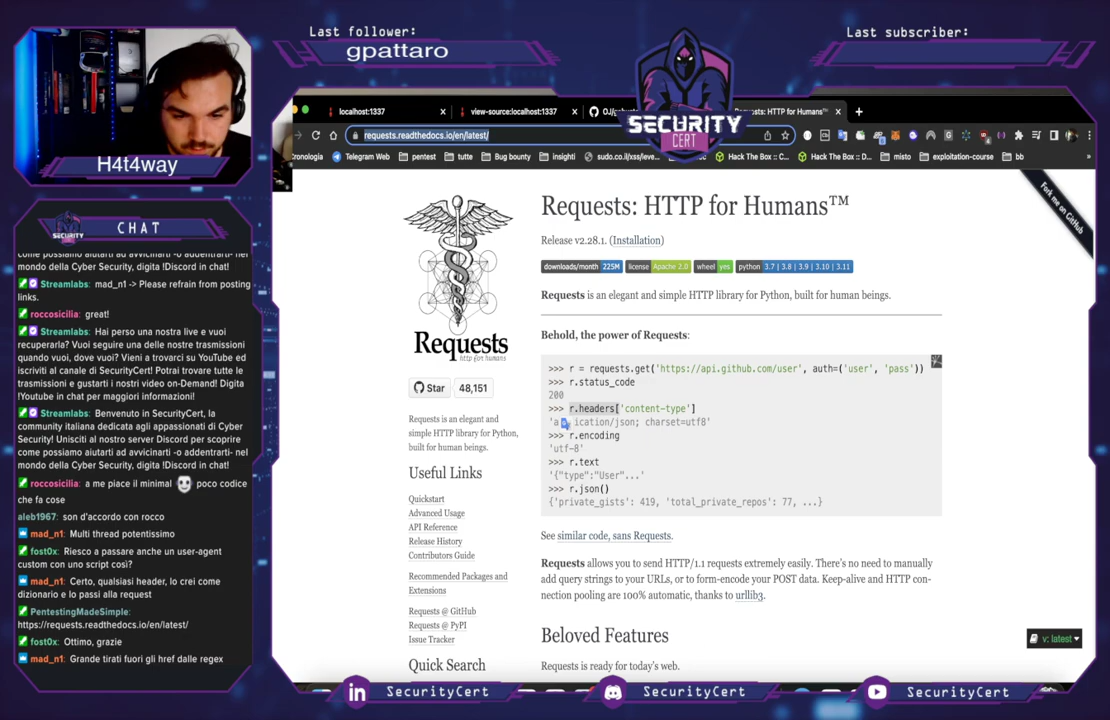 Last follower:
gpattaro
Last subscriber:
SECURITY
CERT
H4t4way
SECURITY
CHAT
come possiamo aiutarti ad avvicinarti -o addentrarti- nel
mondo della Cyber Security, digita !Discord in chat!
Streamlabs: mad_n1 -> Please refrain from posting
links.
roccosicilia: great!
Streamlabs: Hai perso una nostra live e vuoi
recuperarla? Vuoi seguire una delle nostre trasmissioni
quando vuoi, dove vuoi? Vieni a trovarci su YouTube ed
iscriviti al canale di SecurityCert! Potrai trovare tutte le
trasmissioni e gustarti i nostri video on-Demand! Digita
!Youtube in chat per maggiori informazioni!
Streamlabs: Benvenuto in SecurityCert, la
community italiana dedicata agli appassionati di Cyber
Security! Unisciti al nostro server Discord per scoprire
come possiamo aiutarti ad avvicinarti -o addentrarti- nel
mondo della Cyber Security, digita !Discord in chat!
roccosicilia: a me piace il minimal poco codice
che fa cose
aleb1967: son d'accordo con rocco
mad_n1: Multi thread potentissimo
fost0x: Riesco a passare anche un user-agent
custom con uno script così?
mad_n1: Certo, qualsiasi header, lo crei come
dizionario e lo passi alla request
PentestingMadeSimple:
https://requests.readthedocs.io/en/latest/
fost0x: Ottimo, grazie
mad_n1: Grande tirati fuori gli href dalle regex
localhost:1337
view-source:localhost:1337
Requests: HTTP for Humans™
requests.readthedocs.io/en/latest/
Cronologia
Telegram Web
pentest
tutte
Bug bounty
insighti
sudo.co.il/xss/leve...
Hack The Box :: C...
Hack The Box :: D...
misto
exploitation-course
bb
»
Fork me on GitHub
Requests
http for humans
Star
48,151
Requests is an elegant and
simple HTTP library for Python,
built for human beings.
Useful Links
Quickstart
Advanced Usage
API Reference
Release History
Contributors Guide
Recommended Packages and
Extensions
Requests @ GitHub
Requests @ PyPI
Issue Tracker
Quick Search
Requests: HTTP for Humans™
Release v2.28.1. (Installation)
downloads/month 225M license Apache 2.0 wheel yes python 3.7 | 3.8 | 3.9 | 3.10 | 3.11
Requests is an elegant and simple HTTP library for Python, built for human beings.
Behold, the power of Requests:
>>> r = requests.get('https://api.github.com/user', auth=('user', 'pass'))
>>> r.status_code
200
>>> r.headers['content-type']
ication/json; charset=utf8'
>>> r.encoding
'utf-8'
>>> r.text
'{"type":"User"...'
>>> r.json()
{'private_gists': 419, 'total_private_repos': 77, ...}
See similar code, sans Requests.
Requests allows you to send HTTP/1.1 requests extremely easily. There's no need to manually
add query strings to your URLs, or to form-encode your POST data. Keep-alive and HTTP con-
nection pooling are 100% automatic, thanks to urllib3.
Beloved Features
Requests is ready for today's web.
v: latest
in SecurityCert
SecurityCert
SecurityCert